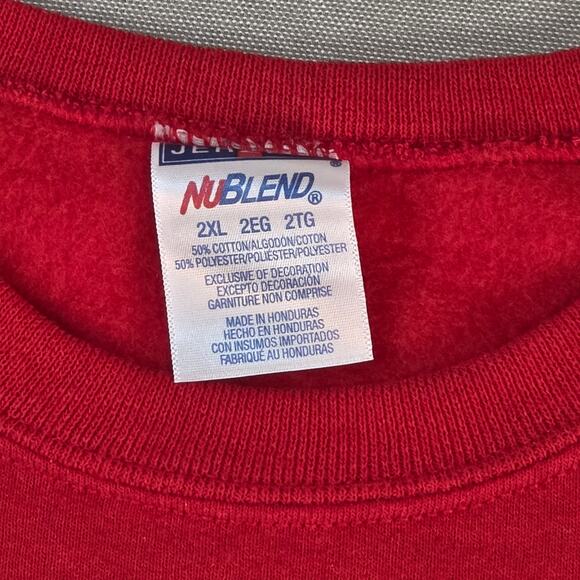 NUBLEND®
2XL 2EG 2TG
50% COTTON/ALGODÓN/COTON
50% POLYESTER/POLIÉSTER/POLYESTER
EXCLUSIVE OF DECORATION
EXCEPTO DECORACIÓN
GARNITURE NON COMPRISE
MADE IN HONDURAS
HECHO EN HONDURAS
CON INSUMOS IMPORTADOS
FABRIQUÉ AU HONDURAS